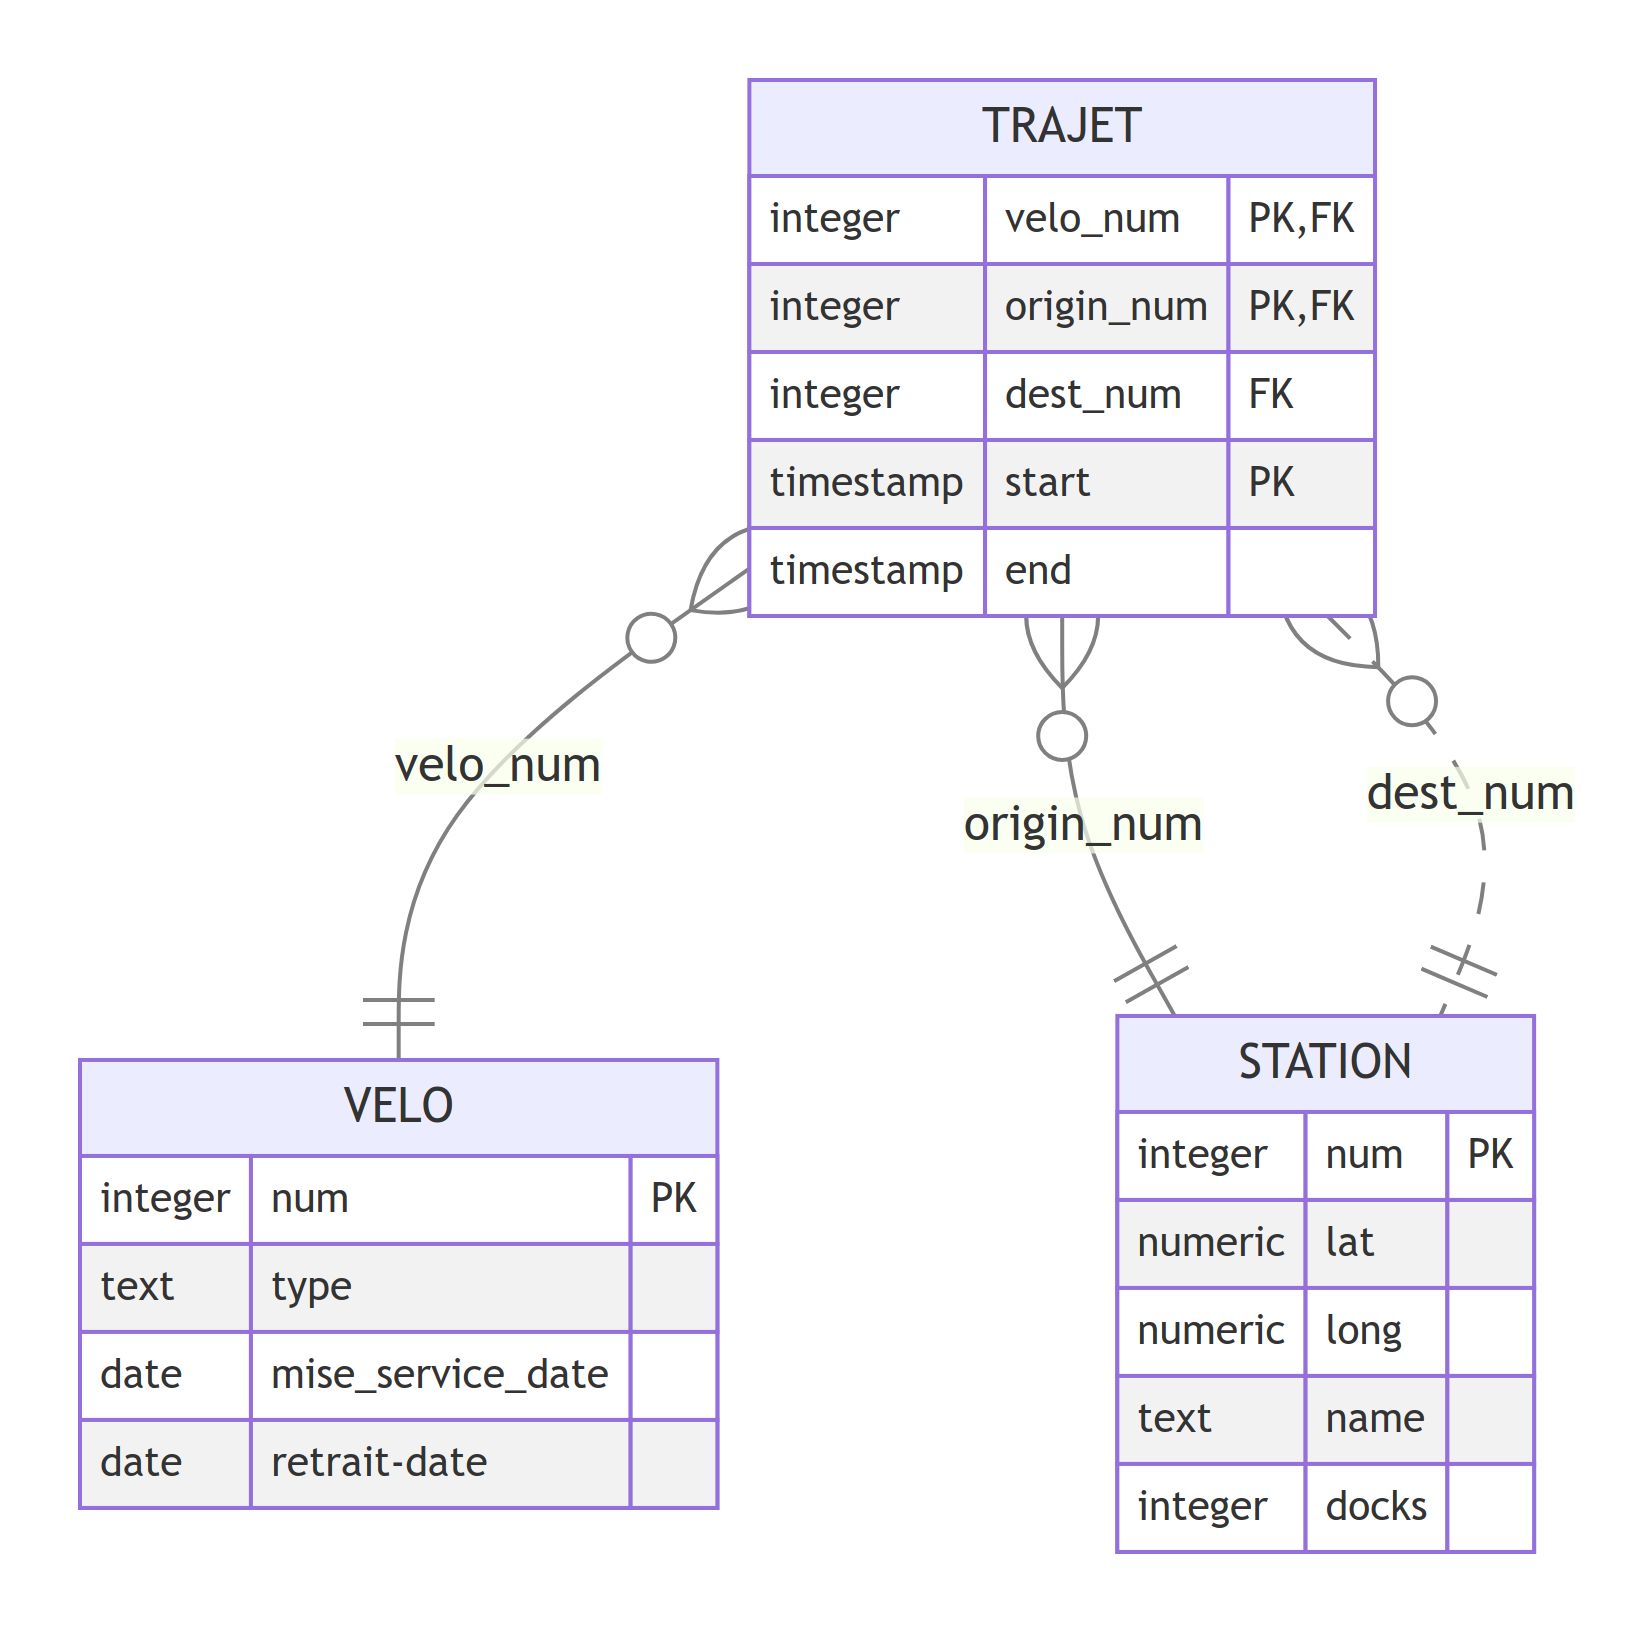 TRAJET
integer velo_num PK,FK
integer origin_num PK,FK
integer dest_num FK
timestamp start PK
timestamp end
velo_num
origin_num
dest_num
VELO
integer num PK
text type
date mise_service_date
date retrait-date
STATION
integer num PK
numeric lat
numeric long
text name
integer docks